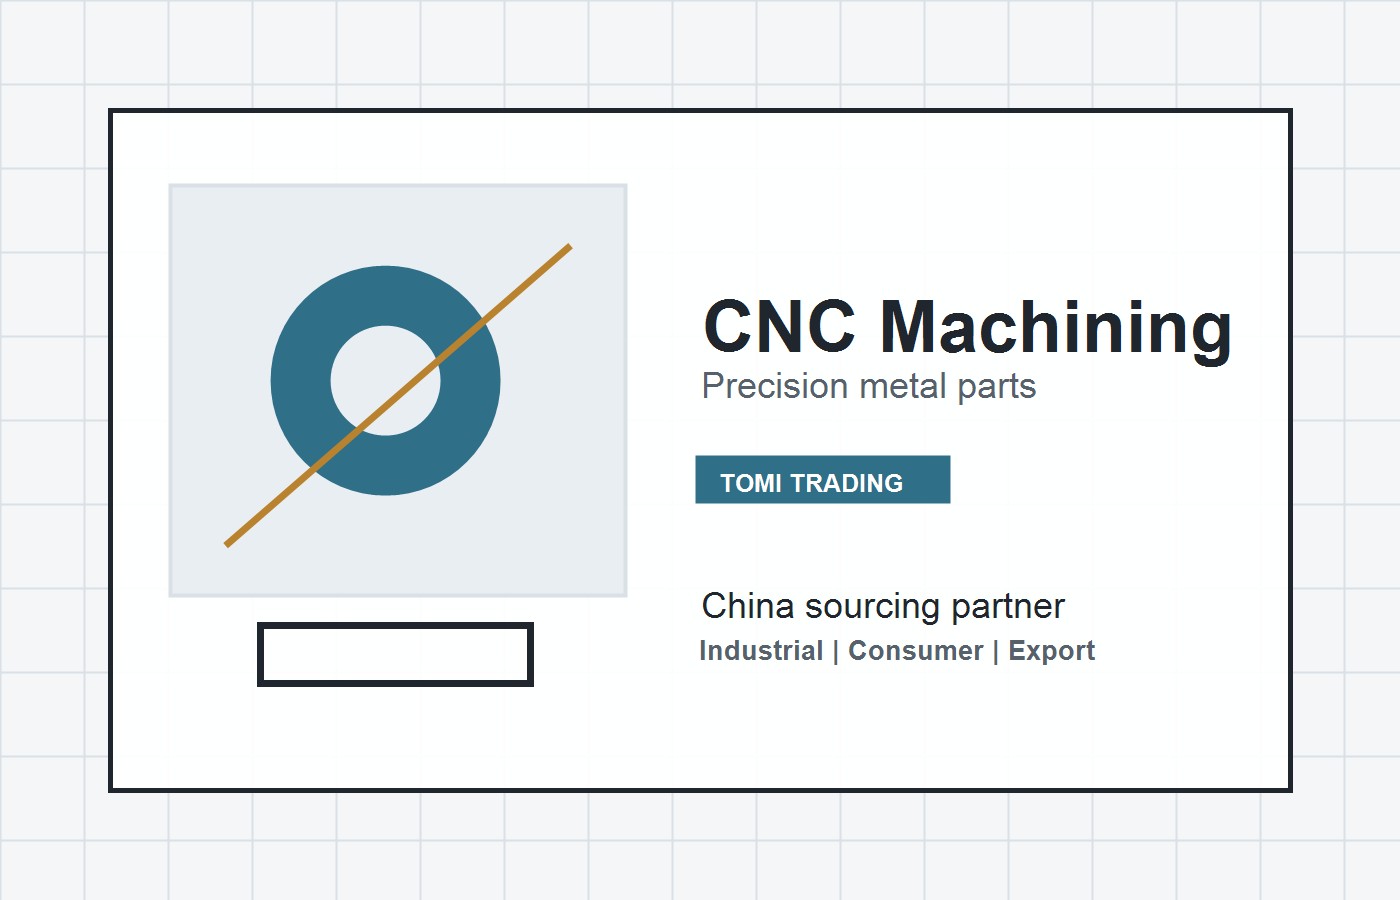 CNC Machining
Precision metal parts
TOMI TRADING
China sourcing partner
Industrial | Consumer | Export